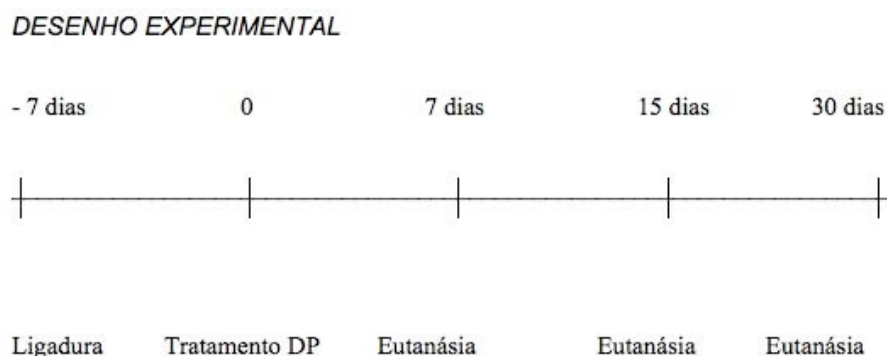 DESENHO EXPERIMENTAL
- 7 dias 0 7 dias 15 dias 30 dias
Ligadura Tratamento DP Eutanásia Eutanásia Eutanásia